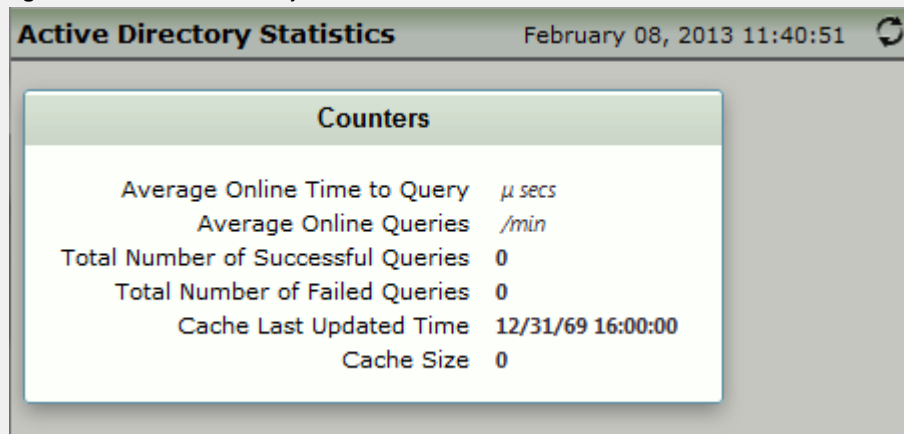 Active Directory Statistics February 08, 2013 11:40:51
Counters
Average Online Time to Query µ secs
Average Online Queries /min
Total Number of Successful Queries 0
Total Number of Failed Queries 0
Cache Last Updated Time 12/31/69 16:00:00
Cache Size 0